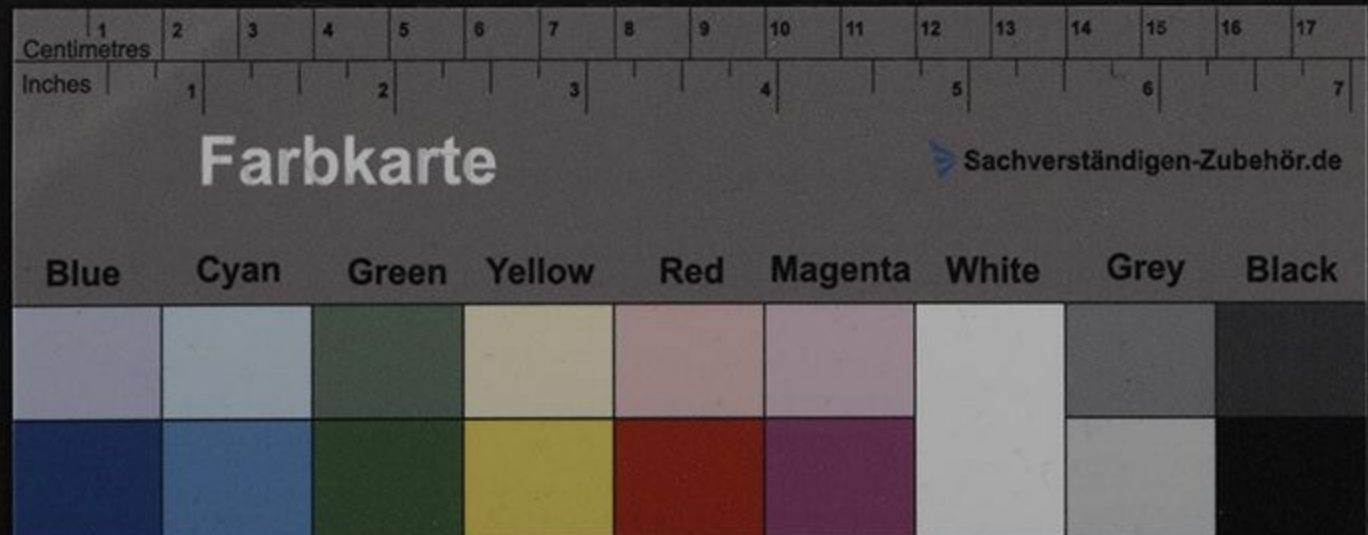 1 2 3 4 5 6 7 8 9 10 11 12 13 14 15 16 17
Centimetres
Inches 1 2 3 4 5 6 7
Farbkarte
Sachverständigen-Zubehör.de
Blue Cyan Green Yellow Red Magenta White Grey Black